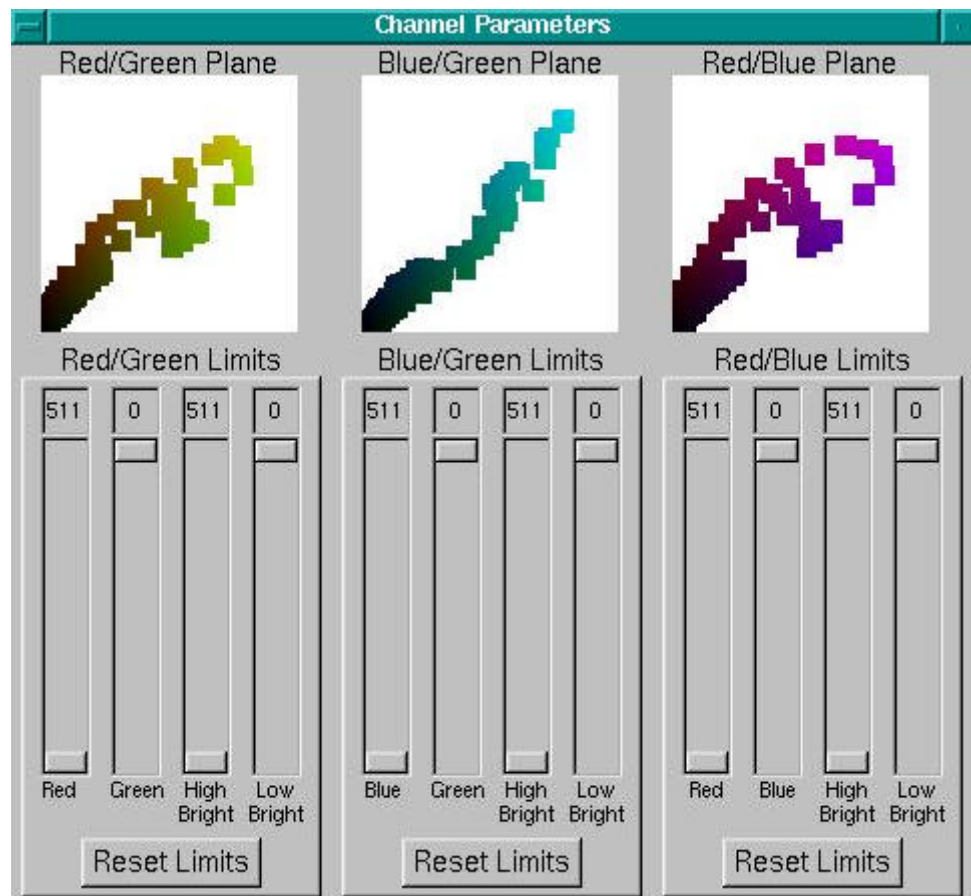 Channel Parameters
Red/Green Plane
Blue/Green Plane
Red/Blue Plane
Red/Green Limits
Blue/Green Limits
Red/Blue Limits
511 0 511 0
511 0 511 0
511 0 511 0
Red Green High Bright Low Bright
Blue Green High Bright Low Bright
Red Blue High Bright Low Bright
Reset Limits
Reset Limits
Reset Limits